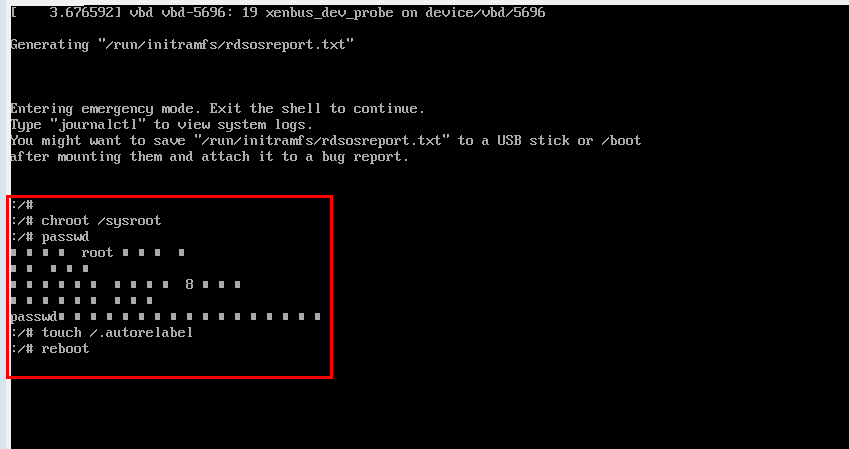 [    3.676592] vbd vbd-5696: 19 xenbus_dev_probe on device/vbd/5696
Generating "/run/initramfs/rdsosreport.txt"
Entering emergency mode. Exit the shell to continue.
Type "journalctl" to view system logs.
You might want to save "/run/initramfs/rdsosreport.txt" to a USB stick or /boot
after mounting them and attach it to a bug report.
:/#
:/# chroot /sysroot
:/# passwd
■ ■ ■ ■  root ■ ■ ■  ■
■ ■  ■ ■ ■
■ ■ ■ ■ ■ ■  ■ ■ ■ ■  8 ■ ■ ■
■ ■ ■ ■ ■ ■  ■ ■ ■
passwd■ ■ ■ ■ ■ ■ ■ ■ ■ ■ ■ ■ ■ ■ ■ ■ ■
:/# touch /.autorelabel
:/# reboot